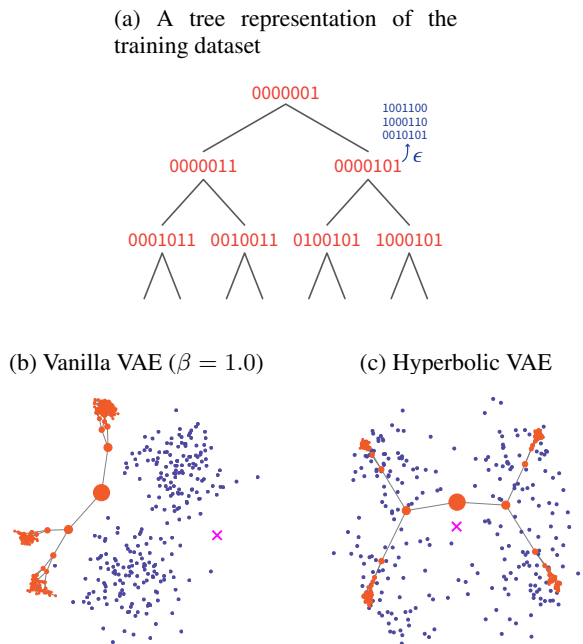 (a) A tree representation of the
training dataset
0000001
1001100
1000110
0010101
ϵ
0000011 0000101
0001011 0010011 0100101 1000101
(b) Vanilla VAE (β = 1.0)
(c) Hyperbolic VAE